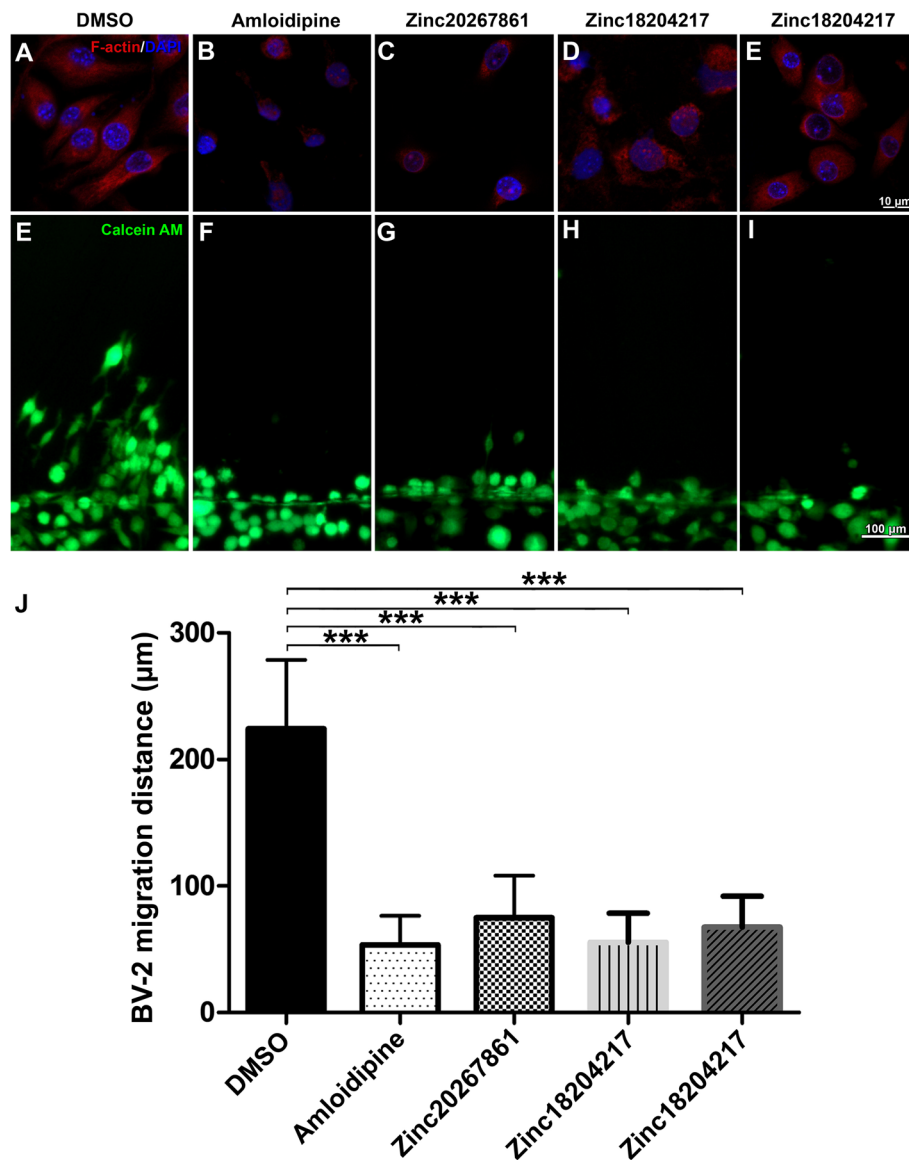 DMSO Amloidipine Zinc20267861 Zinc18204217 Zinc18204217
A F-actin/DAPI B C D E 10 µm
E Calcein AM F G H I 100 µm
J
***
***
***
***
300
200
100
0
BV-2 migration distance (µm)
DMSO
Amloidipine
Zinc20267861
Zinc18204217
Zinc18204217